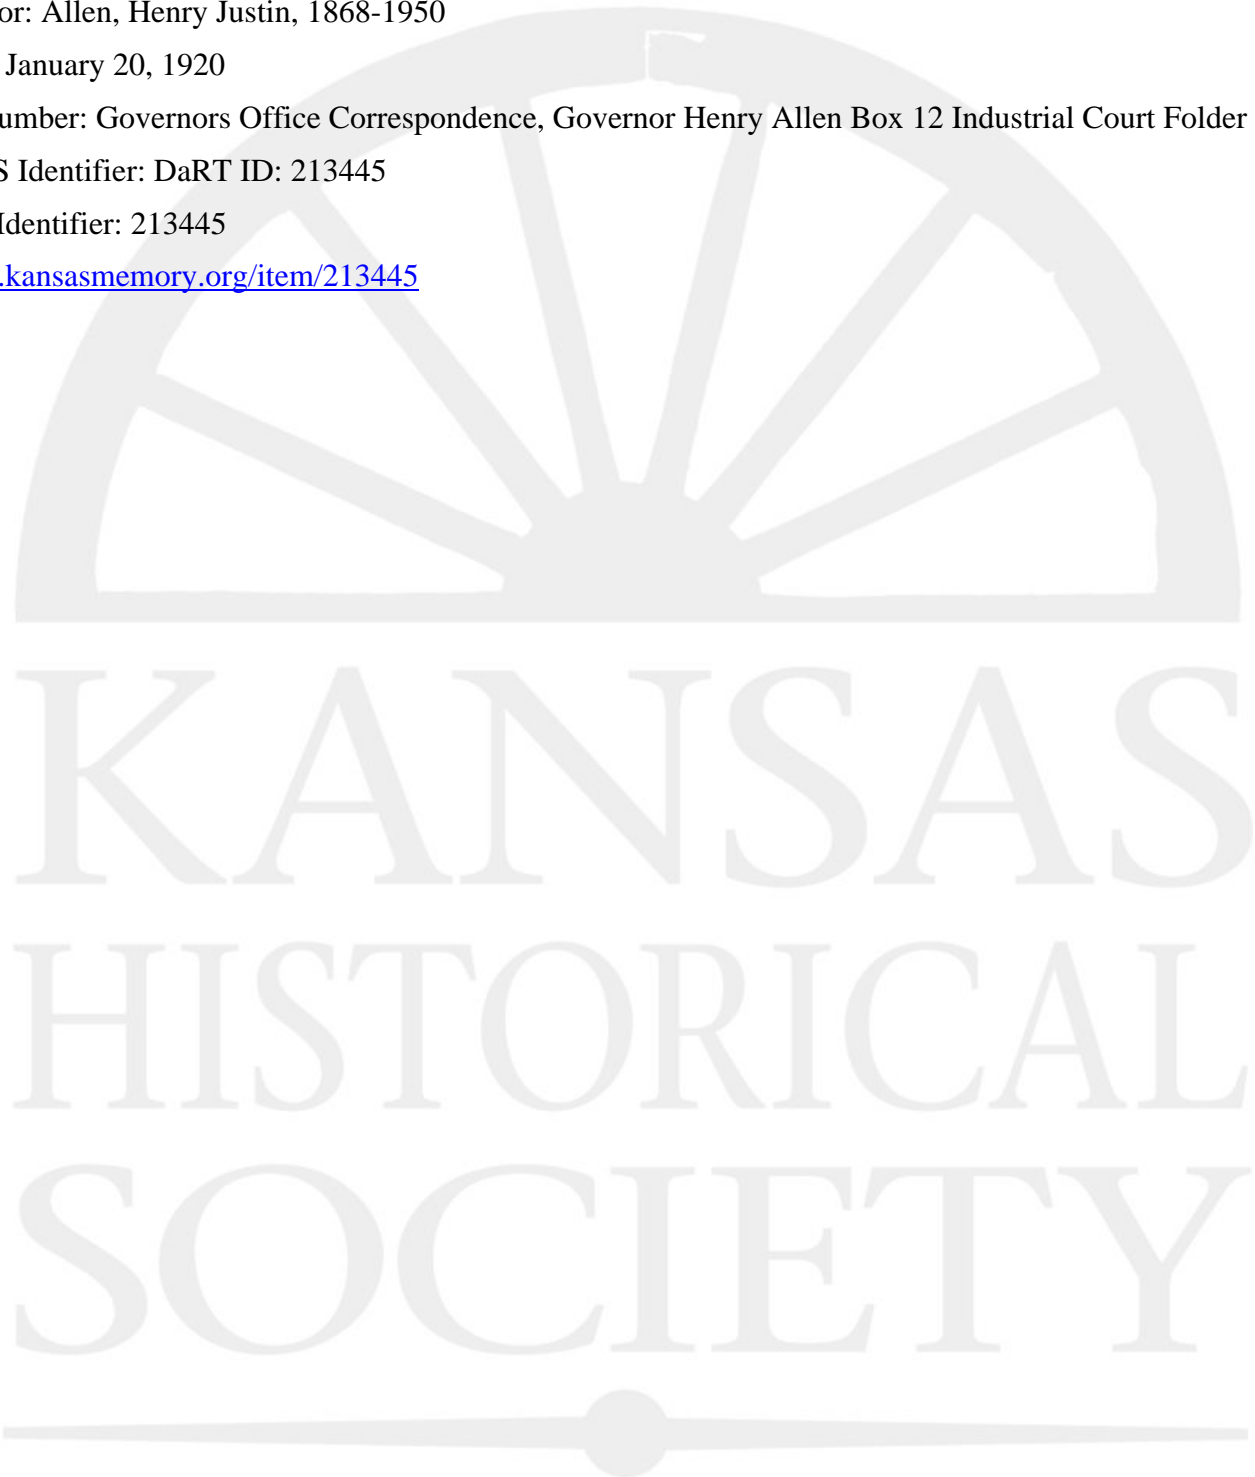 or: Allen, Henry Justin, 1868-1950
January 20, 1920
umber: Governors Office Correspondence, Governor Henry Allen Box 12 Industrial Court Folder
S Identifier: DaRT ID: 213445
Identifier: 213445
.kansasmemory.org/item/213445
KANSAS
HISTORICAL
SOCIETY